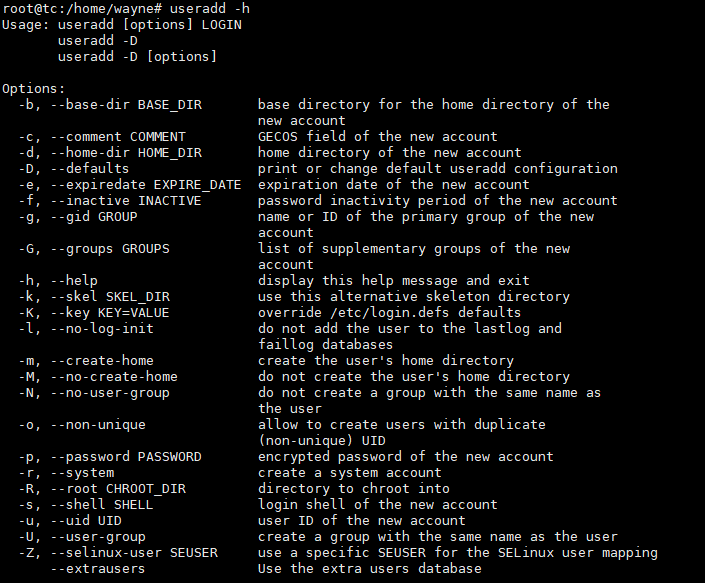 root@tc:/home/wayne# useradd -h
Usage: useradd [options] LOGIN
       useradd -D
       useradd -D [options]

Options:
  -b, --base-dir BASE_DIR       base directory for the home directory of the
                                new account
  -c, --comment COMMENT         GECOS field of the new account
  -d, --home-dir HOME_DIR       home directory of the new account
  -D, --defaults                print or change default useradd configuration
  -e, --expiredate EXPIRE_DATE  expiration date of the new account
  -f, --inactive INACTIVE       password inactivity period of the new account
  -g, --gid GROUP               name or ID of the primary group of the new
                                account
  -G, --groups GROUPS           list of supplementary groups of the new
                                account
  -h, --help                    display this help message and exit
  -k, --skel SKEL_DIR           use this alternative skeleton directory
  -K, --key KEY=VALUE           override /etc/login.defs defaults
  -l, --no-log-init             do not add the user to the lastlog and
                                faillog databases
  -m, --create-home             create the user's home directory
  -M, --no-create-home          do not create the user's home directory
  -N, --no-user-group           do not create a group with the same name as
                                the user
  -o, --non-unique              allow to create users with duplicate
                                (non-unique) UID
  -p, --password PASSWORD       encrypted password of the new account
  -r, --system                  create a system account
  -R, --root CHROOT_DIR         directory to chroot into
  -s, --shell SHELL             login shell of the new account
  -u, --uid UID                 user ID of the new account
  -U, --user-group              create a group with the same name as the user
  -Z, --selinux-user SEUSER     use a specific SEUSER for the SELinux user mapping
      --extrausers              Use the extra users database